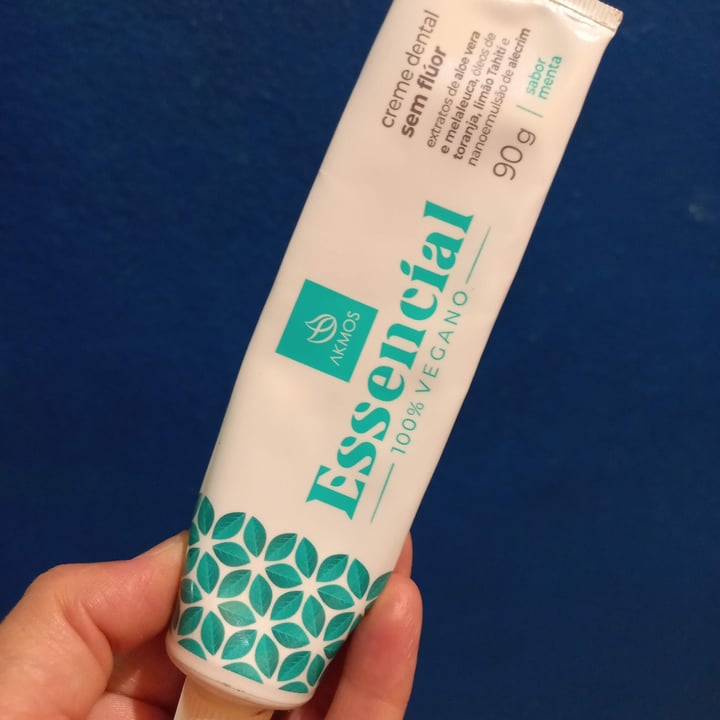 creme dental
sem flúor
extratos de aloe vera
e melaleuca, óleos de
toranja, limão Tahiti e
nanoemulsão de alecrim
90 g | sabor
menta
AKMOS
Essencial
100% VEGANO